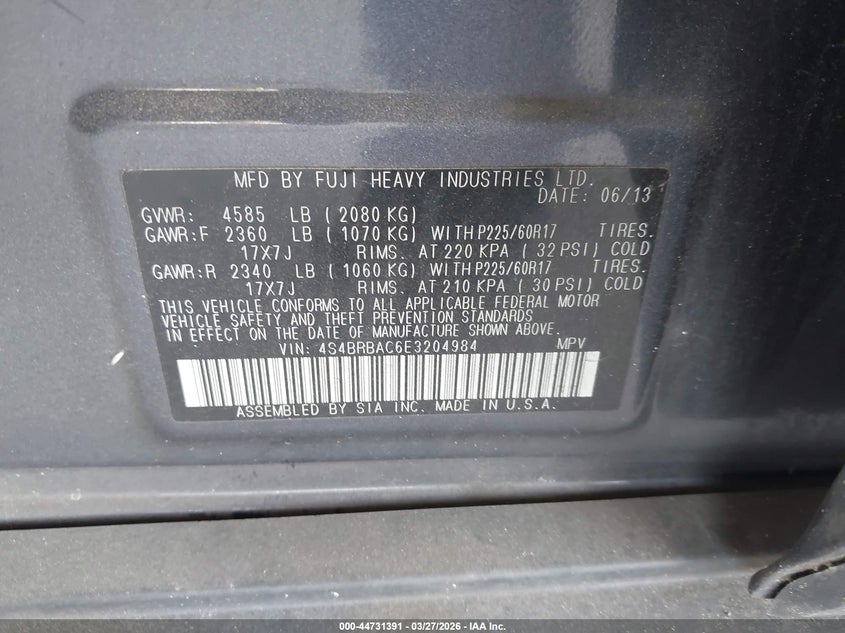 MFD BY FUJI HEAVY INDUSTRIES LTD.
DATE: 06/13
GVWR: 4585 LB (2080 KG)
GAWR:F 2360 LB (1070 KG) WITH P225/60R17 TIRES.
17X7J RIMS. AT 220 KPA (32 PSI) COLD
GAWR:R 2340 LB (1060 KG) WITH P225/60R17 TIRES.
17X7J RIMS. AT 210 KPA (30 PSI) COLD
THIS VEHICLE CONFORMS TO ALL APPLICABLE FEDERAL MOTOR
VEHICLE SAFETY AND THEFT PREVENTION STANDARDS
IN EFFECT ON THE DATE OF MANUFACTURE SHOWN ABOVE.
VIN: 4S4BRBAC6E3204984 MPV
ASSEMBLED BY SIA INC. MADE IN U.S.A.
000-44731391 | 03/27/2026 - IAA Inc.